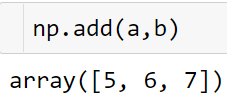 np.add(a,b)
array([5, 6, 7])